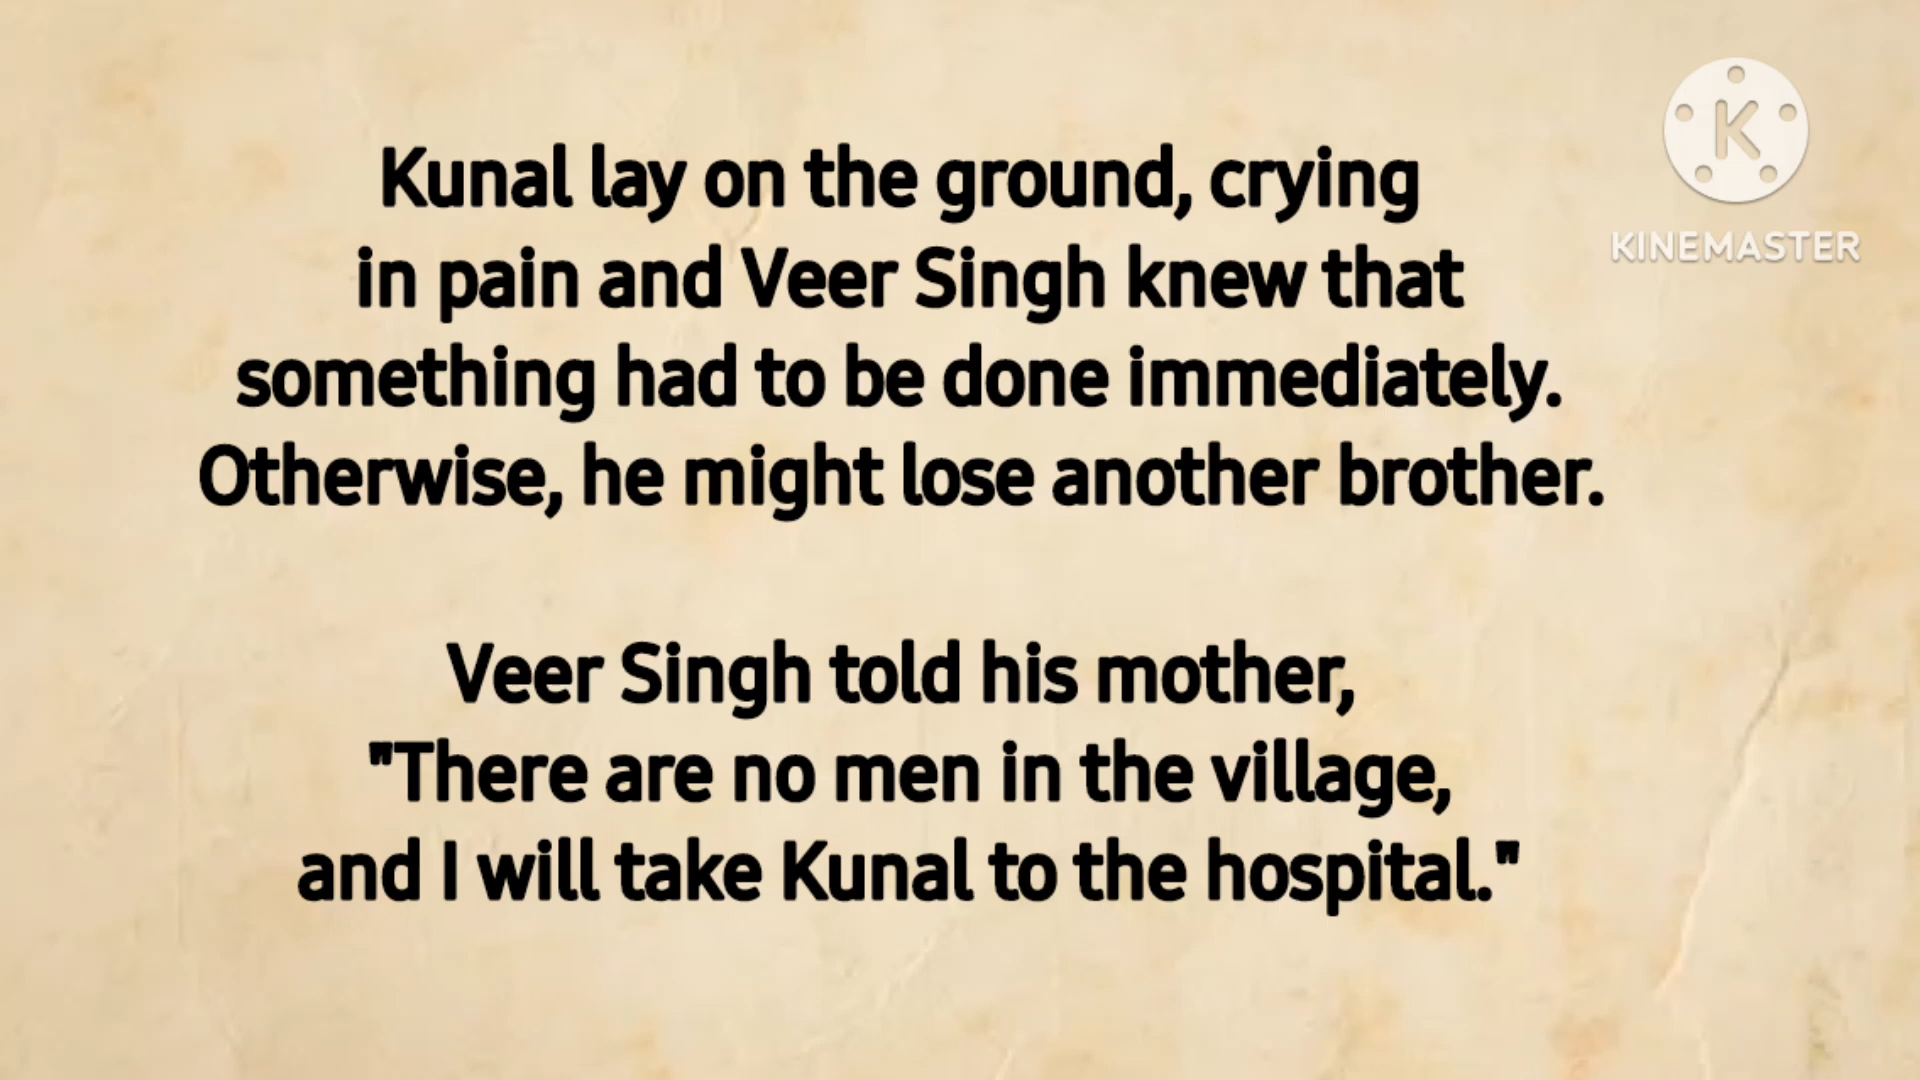 Kunal lay on the ground, crying
in pain and Veer Singh knew that
something had to be done immediately.
Otherwise, he might lose another brother.
Veer Singh told his mother,
"There are no men in the village,
and I will take Kunal to the hospital."
K
KINEMASTER